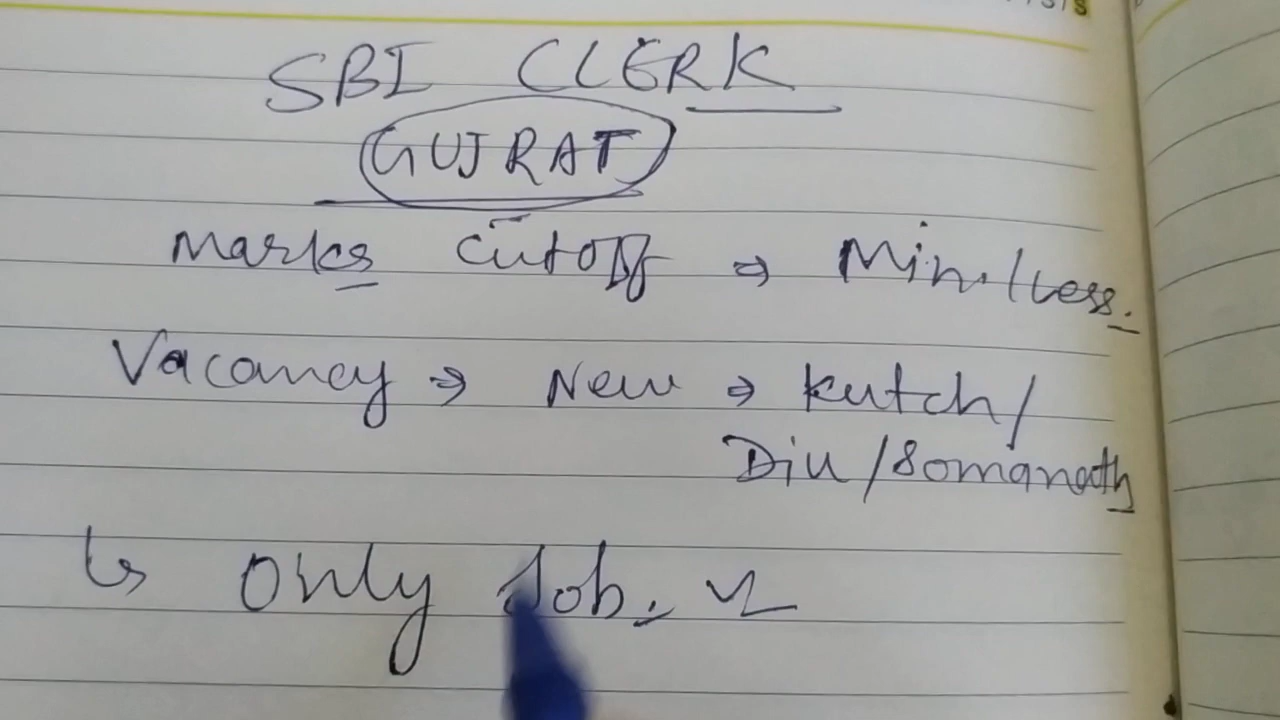 SBI CLERK
GUJRAT
Marks cutoff ⇒ Min./Less.
Vacancy ⇒ New ⇒ Kutch/
Diu/Somanath
↳ Only Job.